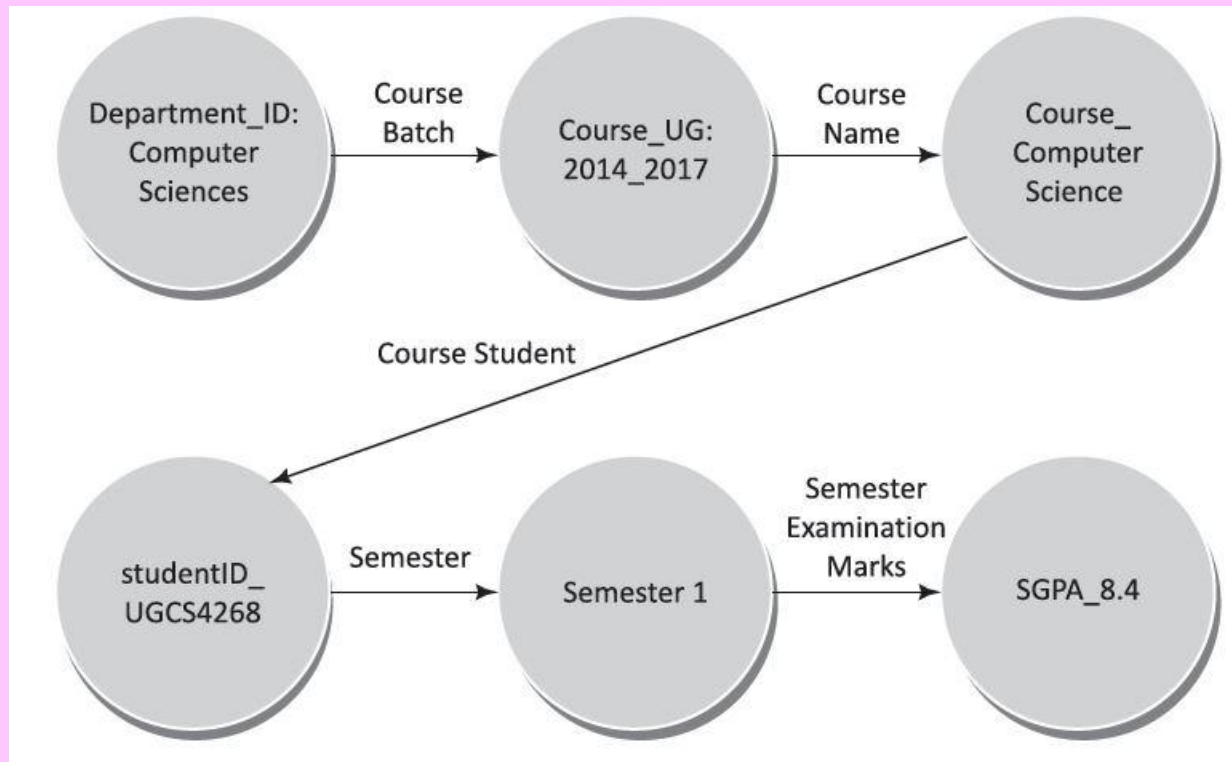 Department_ID:
Computer
Sciences
Course
Batch
Course_UG:
2014_2017
Course
Name
Course_
Computer
Science
Course Student
studentID_
UGCS4268
Semester
Semester 1
Semester
Examination
Marks
SGPA_8.4